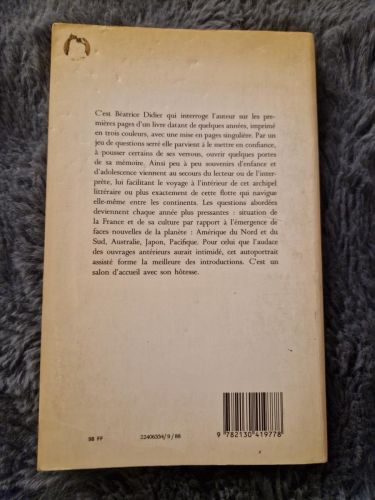 C'est Béatrice Didier qui interroge l'auteur sur les pre-
mières pages d'un livre datant de quelques années, imprimé
en trois couleurs, avec une mise en pages singulière. Par un
jeu de questions serré elle parvient à le mettre en confiance,
à pousser certains de ses verrous, ouvrir quelques portes
de sa mémoire. Ainsi peu à peu souvenirs d'enfance et
d'adolescence viennent au secours du lecteur ou de l'inter-
prète, lui facilitant le voyage à l'intérieur de cet archipel
littéraire ou plus exactement de cette flotte qui navigue
elle-même entre les continents. Les questions abordées
deviennent chaque année plus pressantes : situation de
la France et de sa culture par rapport à l'émergence de
faces nouvelles de la planète : Amérique du Nord et du
Sud, Australie, Japon, Pacifique. Pour celui que l'audace
des ouvrages antérieurs aurait intimidé, cet autoportrait
assisté forme la meilleure des introductions. C'est un
salon d'accueil avec son hôtesse.
98 FF
22406334/9/88
9 782130 419778